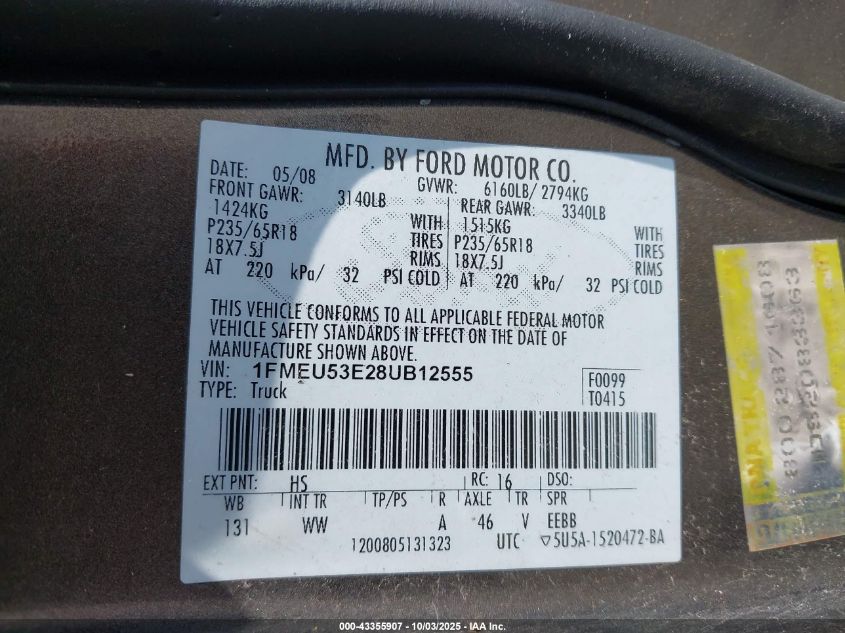 MFD. BY FORD MOTOR CO.
DATE: 05/08 GVWR: 6160LB/ 2794KG
FRONT GAWR: 3140LB REAR GAWR: 3340LB
1424KG WITH 1515KG WITH
P235/65R18 TIRES P235/65R18 TIRES
18X7.5J RIMS 18X7.5J RIMS
AT 220 kPa/ 32 PSI COLD AT 220 kPa/ 32 PSI COLD
THIS VEHICLE CONFORMS TO ALL APPLICABLE FEDERAL MOTOR
VEHICLE SAFETY STANDARDS IN EFFECT ON THE DATE OF
MANUFACTURE SHOWN ABOVE.
VIN: 1FMEU53E28UB12555 F0099
TYPE: Truck T0415
EXT PNT: HS RC: 16 DSO:
WB INT TR TP/PS R AXLE TR SPR
131 WW A 46 V EEBB
1200805131323 UTC ▽5U5A-1520472-BA
800 287 1408
000-43355907 - 10/03/2025 - IAA Inc.